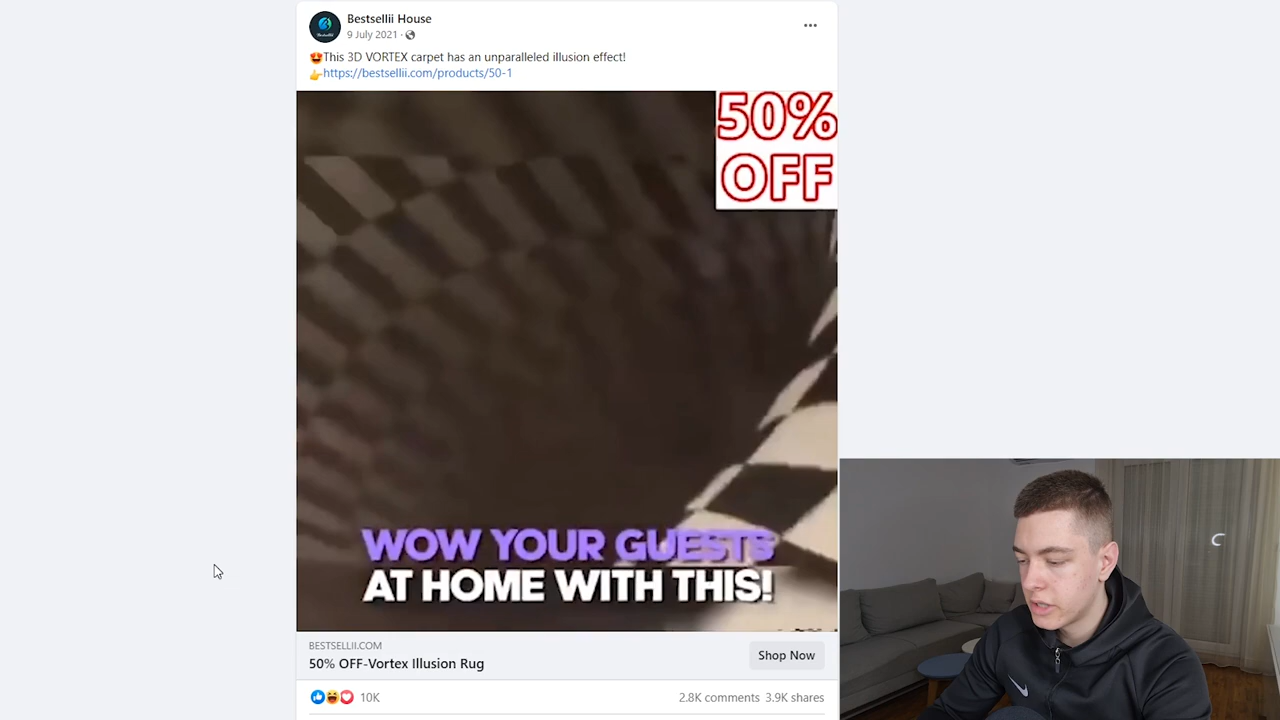 Bestsellii House
9 July 2021 ·
😍This 3D VORTEX carpet has an unparalleled illusion effect!
👉https://bestsellii.com/products/50-1
50%
OFF
WOW YOUR GUESTS
AT HOME WITH THIS!
BESTSELLII.COM
50% OFF-Vortex Illusion Rug
Shop Now
10K
2.8K comments 3.9K shares